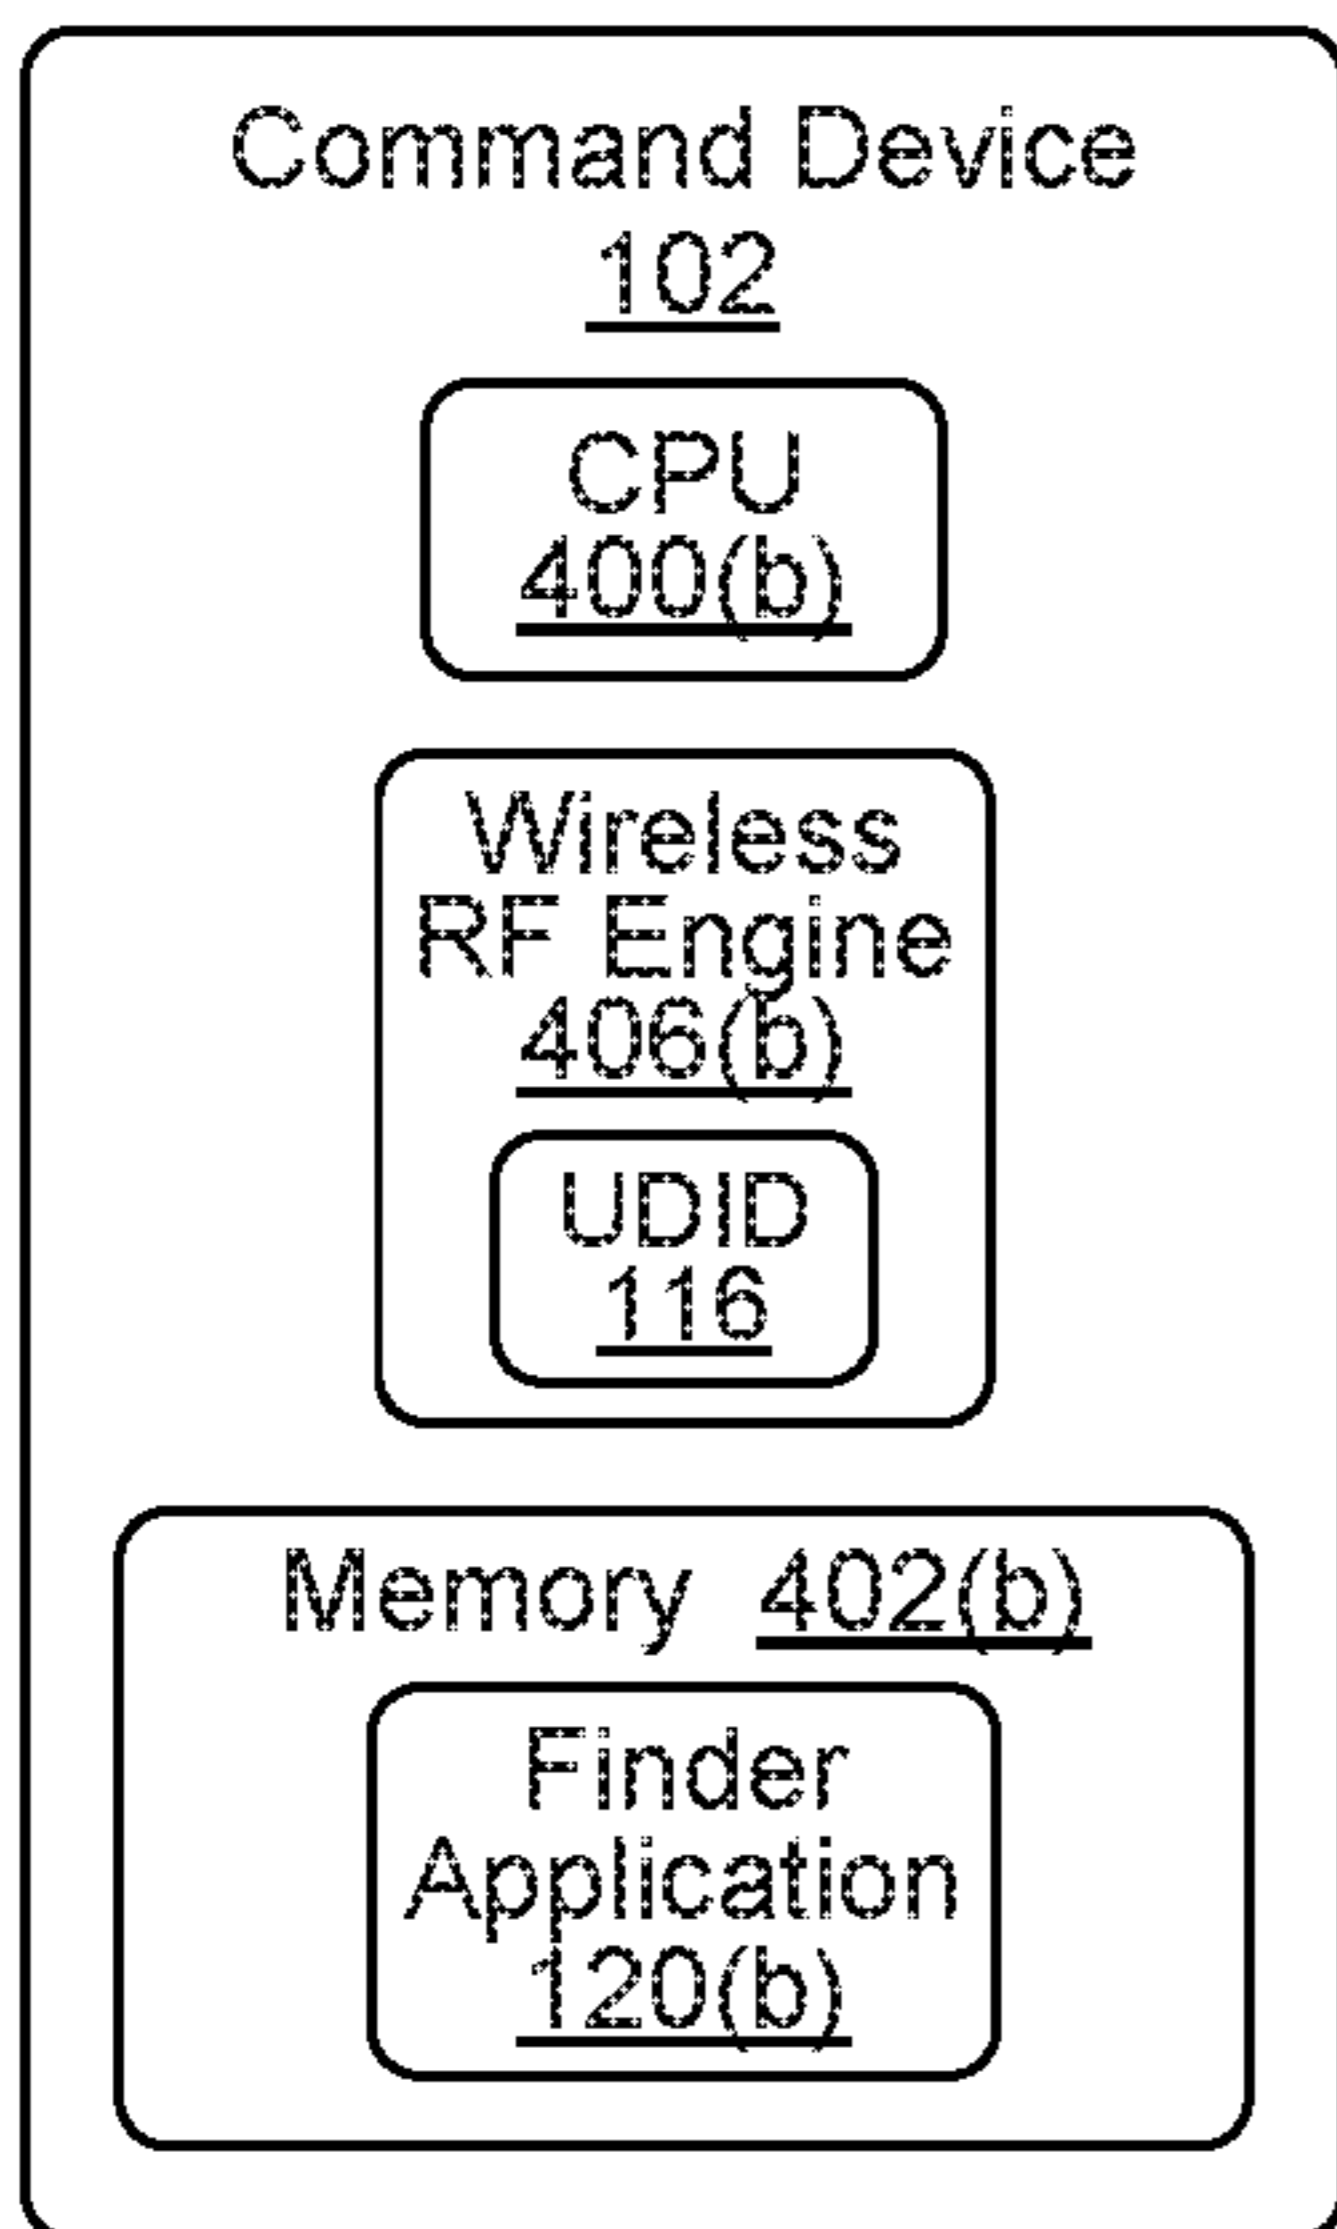 Command Device
102
CPU
400(b)
Wireless
RF Engine
406(b)
UDID
116
Memory 402(b)
Finder
Application
120(b)